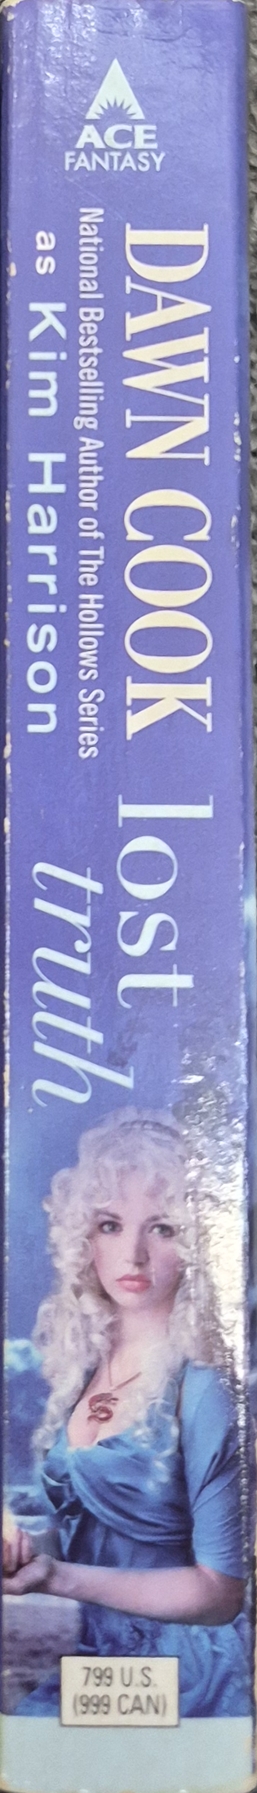 ACE
FANTASY
DAWN COOK
National Bestselling Author of The Hollows Series
as Kim Harrison
lost
truth
799 U.S.
(999 CAN)